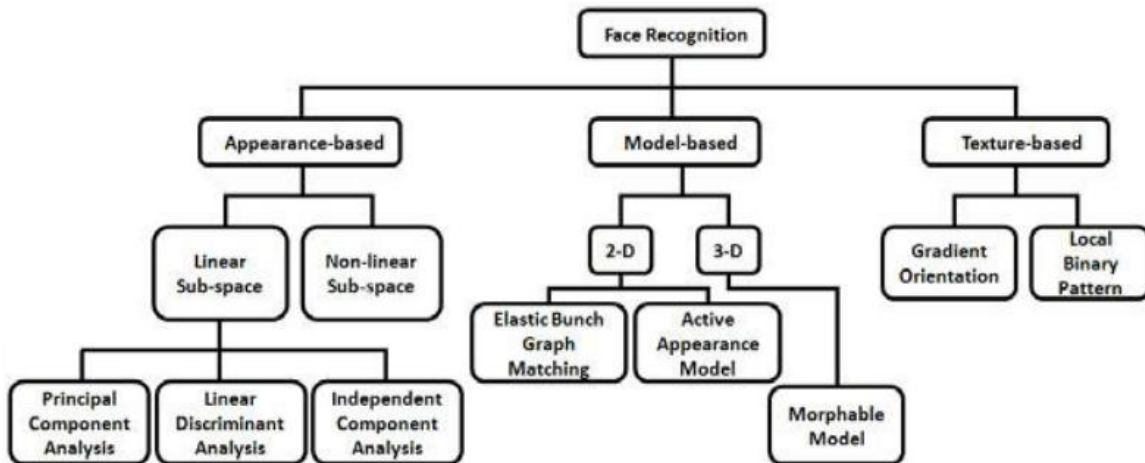 Face Recognition
Appearance-based
Model-based
Texture-based
Linear
Sub-space
Non-linear
Sub-space
2-D
3-D
Gradient
Orientation
Local
Binary
Pattern
Elastic Bunch
Graph
Matching
Active
Appearance
Model
Principal
Component
Analysis
Linear
Discriminant
Analysis
Independent
Component
Analysis
Morphable
Model